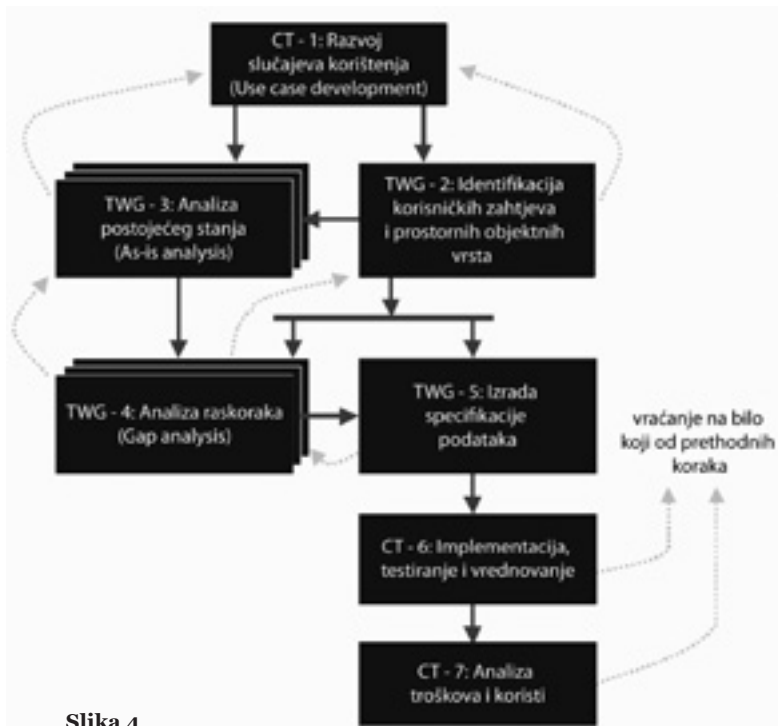 CT - 1: Razvoj
slučajeva korištenja
(Use case development)
TWG - 3: Analiza
postojećeg stanja
(As-is analysis)
TWG - 2: Identifikacija
korisničkih zahtjeva
i prostornih objektnih
vrsta
TWG - 4: Analiza raskoraka
(Gap analysis)
TWG - 5: Izrada
specifikacije
podataka
vraćanje na bilo
koji od prethodnih
koraka
CT - 6: Implementacija,
testiranje i vrednovanje
CT - 7: Analiza
troškova i koristi
Slika 4